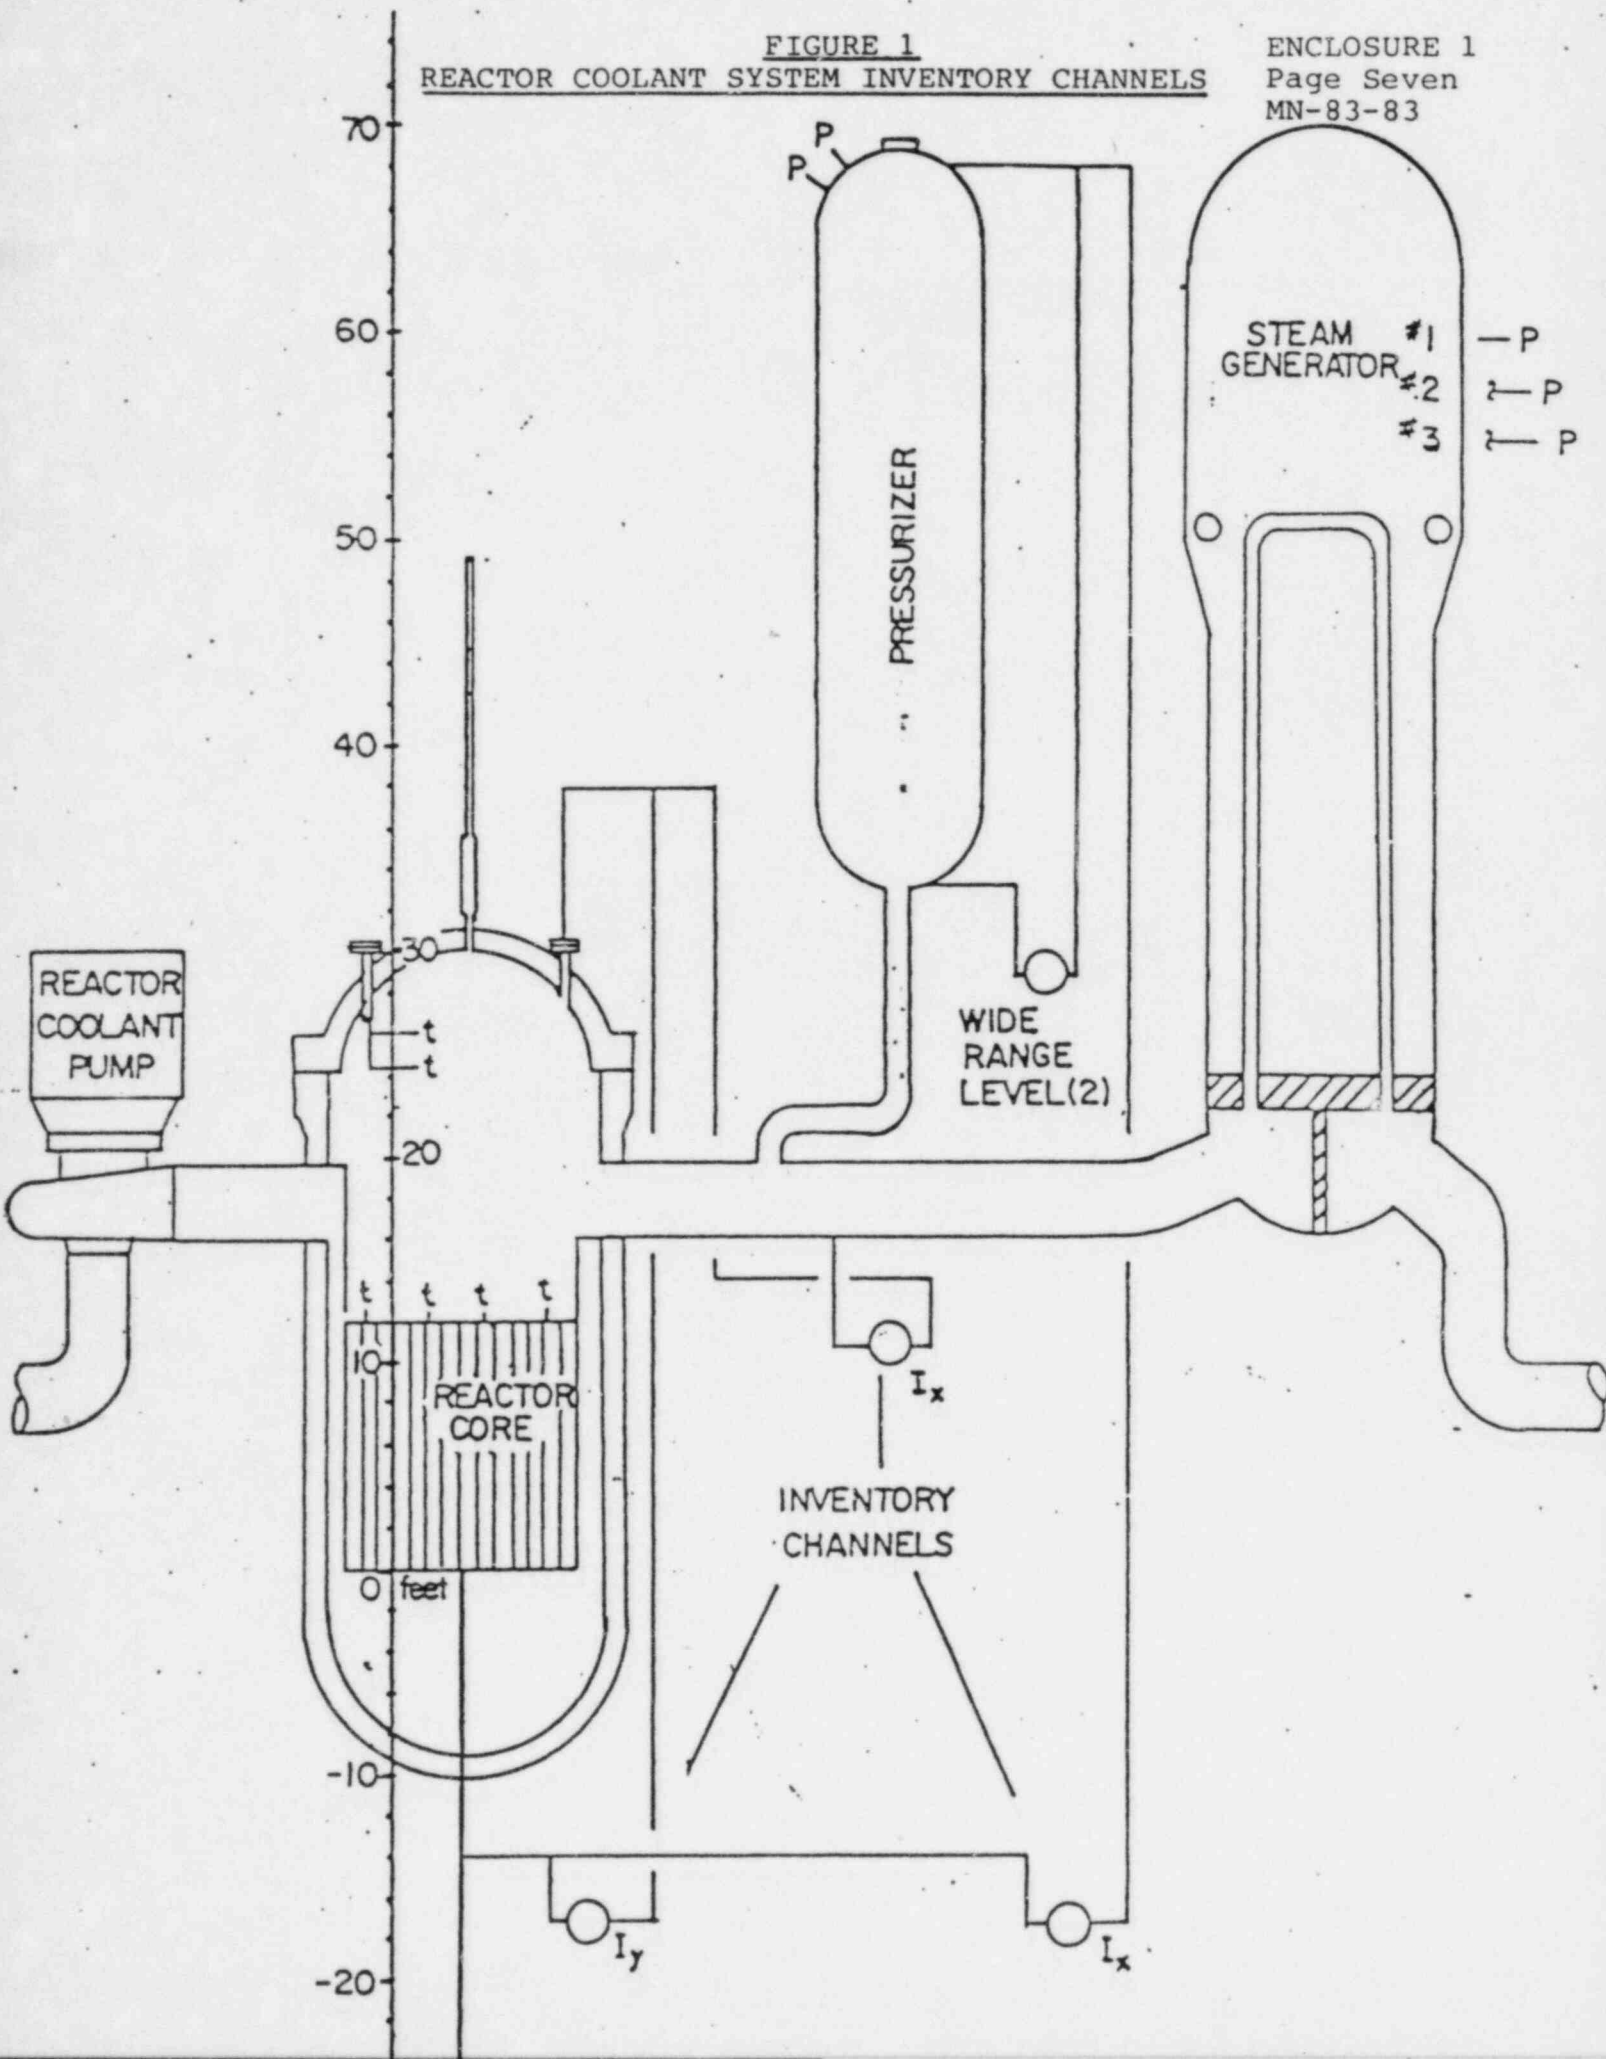 FIGURE 1
REACTOR COOLANT SYSTEM INVENTORY CHANNELS
ENCLOSURE 1
Page Seven
MN-83-83
70
60
50
40
30
20
10
0 feet
-10
-20
P
P
PRESSURIZER
STEAM
GENERATOR
#1 P
#2 P
#3 P
REACTOR
COOLANT
PUMP
t
t
WIDE
RANGE
LEVEL(2)
t t t t
REACTOR
CORE
Ix
INVENTORY
CHANNELS
Iy
Ix